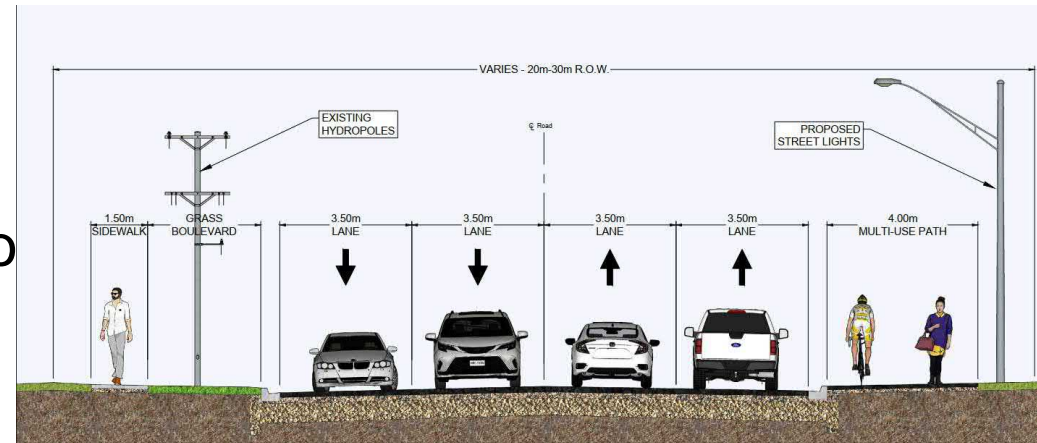 VARIES - 20m-30m R.O.W.
EXISTING
HYDROPOLES
℄ Road
PROPOSED
STREET LIGHTS
1.50m
SIDEWALK
GRASS
BOULEVARD
3.50m
LANE
3.50m
LANE
3.50m
LANE
3.50m
LANE
4.00m
MULTI-USE PATH